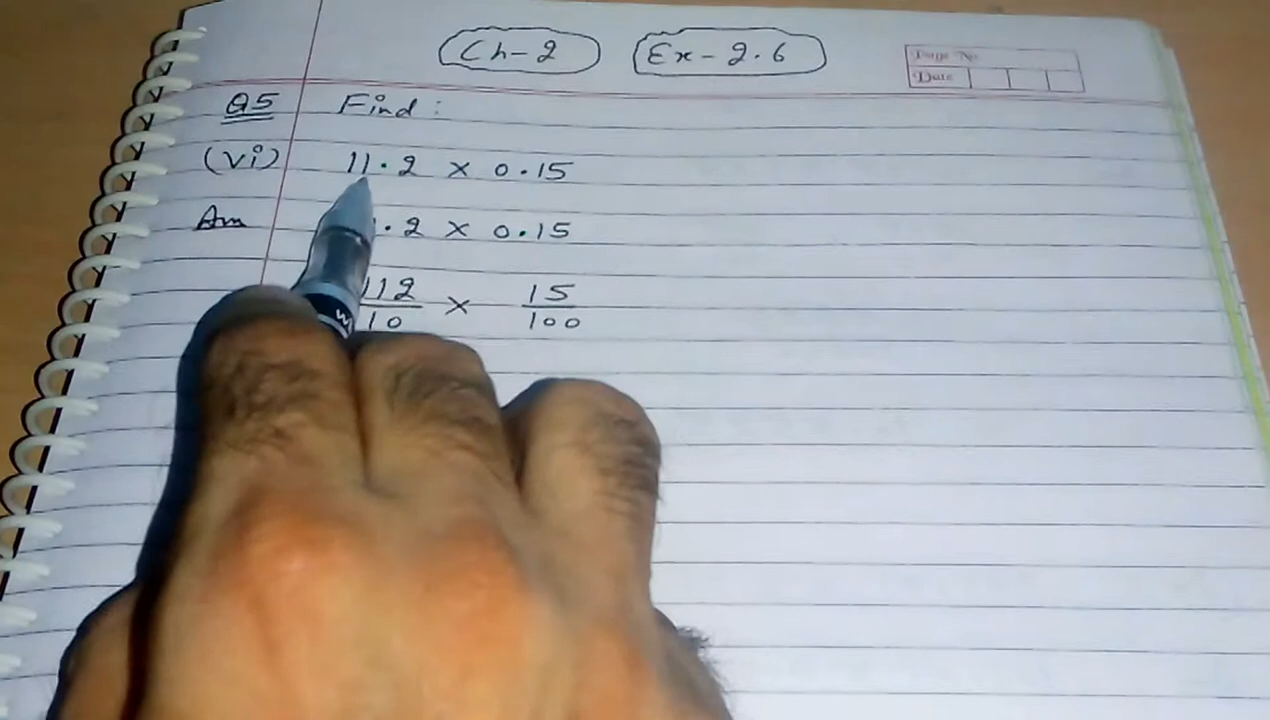 Ch-2 Ex-2.6
Page No.
Date
Q5 Find:
(vi) 11.2 × 0.15
Ans .2 × 0.15
112/10 × 15/100
W